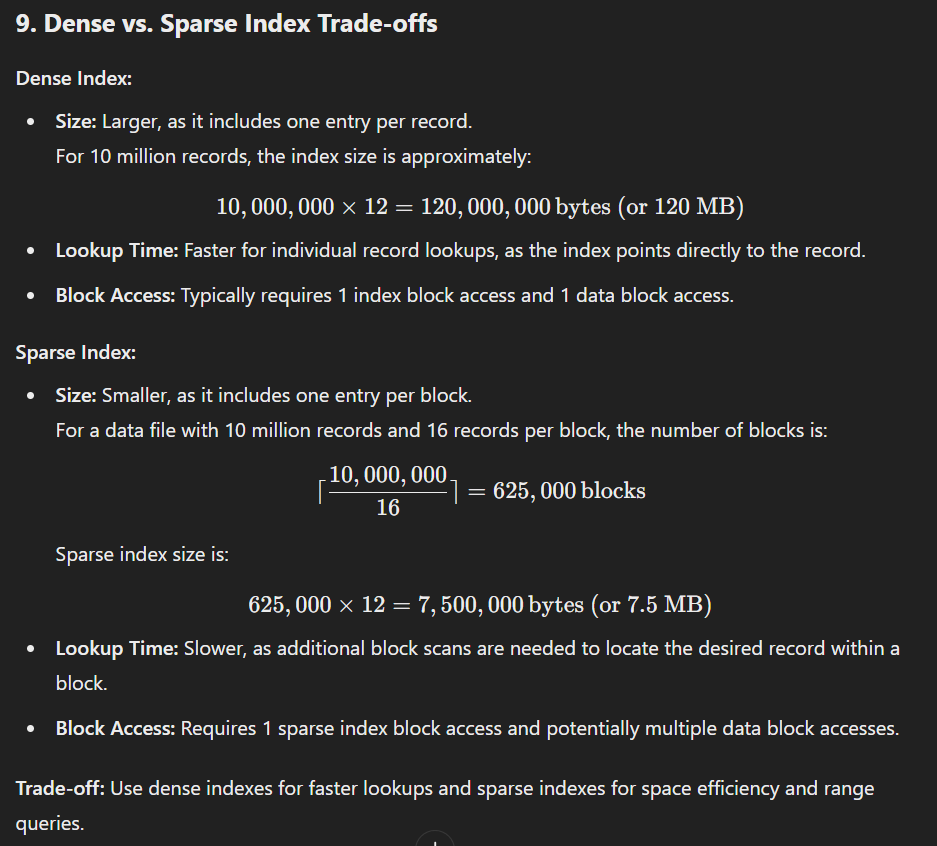 9. Dense vs. Sparse Index Trade-offs
Dense Index:
• Size: Larger, as it includes one entry per record.
For 10 million records, the index size is approximately:
10,000,000 × 12 = 120,000,000 bytes (or 120 MB)
• Lookup Time: Faster for individual record lookups, as the index points directly to the record.
• Block Access: Typically requires 1 index block access and 1 data block access.
Sparse Index:
• Size: Smaller, as it includes one entry per block.
For a data file with 10 million records and 16 records per block, the number of blocks is:
⌈10,000,000/16⌉ = 625,000 blocks
Sparse index size is:
625,000 × 12 = 7,500,000 bytes (or 7.5 MB)
• Lookup Time: Slower, as additional block scans are needed to locate the desired record within a
block.
• Block Access: Requires 1 sparse index block access and potentially multiple data block accesses.
Trade-off: Use dense indexes for faster lookups and sparse indexes for space efficiency and range
queries.